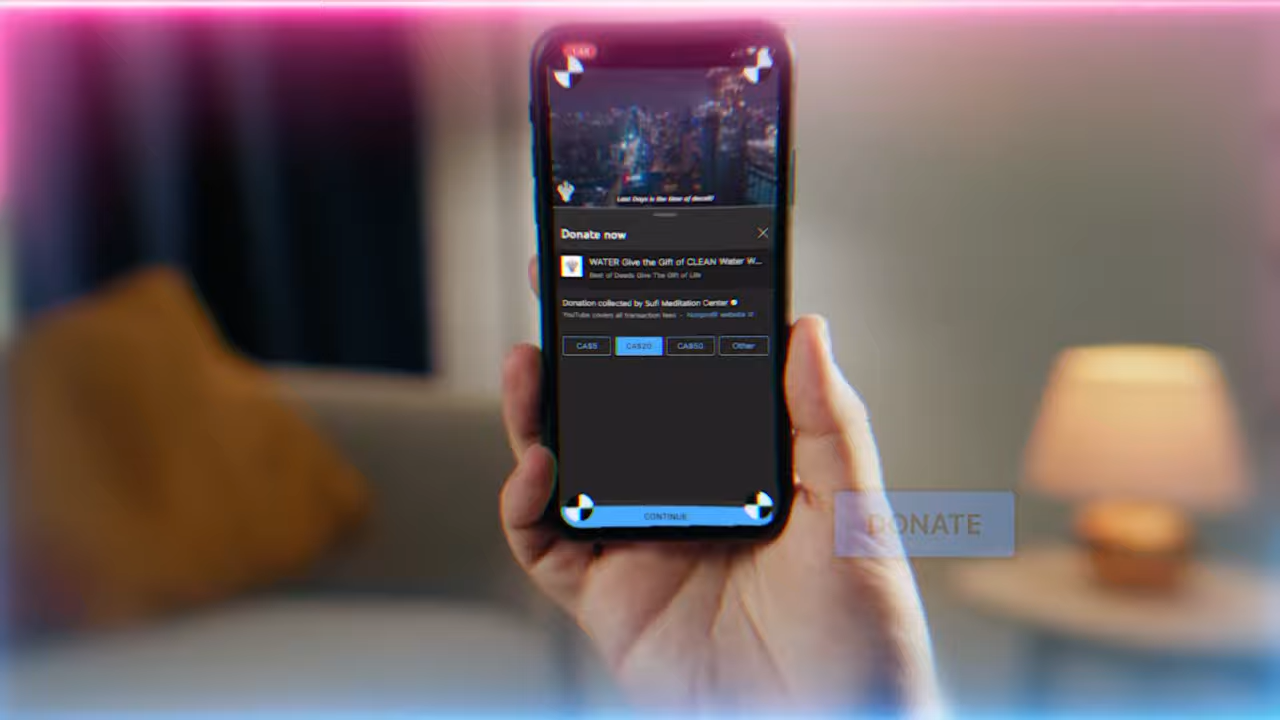 Last Days is the time of deceit!
Donate now
WATER Give the Gift of CLEAN Water W...
Best of Deeds Give The Gift of Life
Donation collected by Sufi Meditation Center
YouTube covers all transaction fees - Nonprofit website
CA$5
CA$20
CA$50
Other
CONTINUE
DONATE